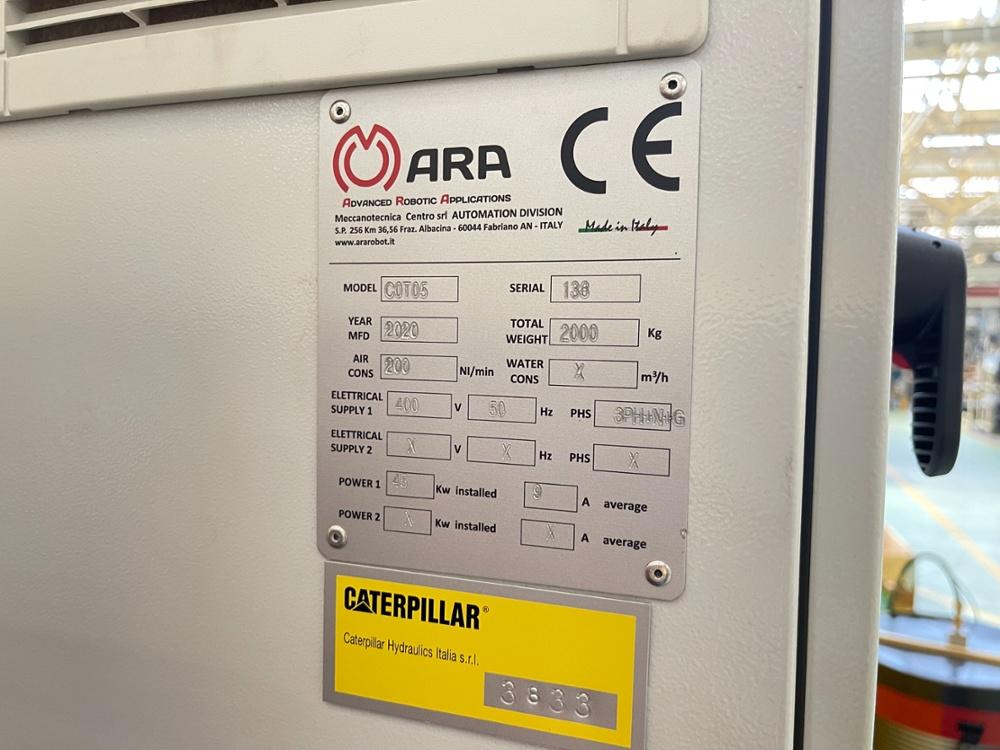 ARA
CE
ADVANCED ROBOTIC APPLICATIONS
Meccanotecnica Centro srl AUTOMATION DIVISION
S.P. 256 Km 36,56 Fraz. Albacina - 60044 Fabriano AN - ITALY
Made in Italy
www.ararobot.it
MODEL C0T05 SERIAL 138
YEAR MFD 2020 TOTAL WEIGHT 2000 Kg
AIR CONS 200 Nl/min WATER CONS X m³/h
ELETTRICAL SUPPLY 1 400 V 50 Hz PHS 3PH+N+G
ELETTRICAL SUPPLY 2 X V X Hz PHS X
POWER 1 45 Kw installed 9 A average
POWER 2 X Kw installed X A average
CATERPILLAR®
Caterpillar Hydraulics Italia s.r.l.
3833